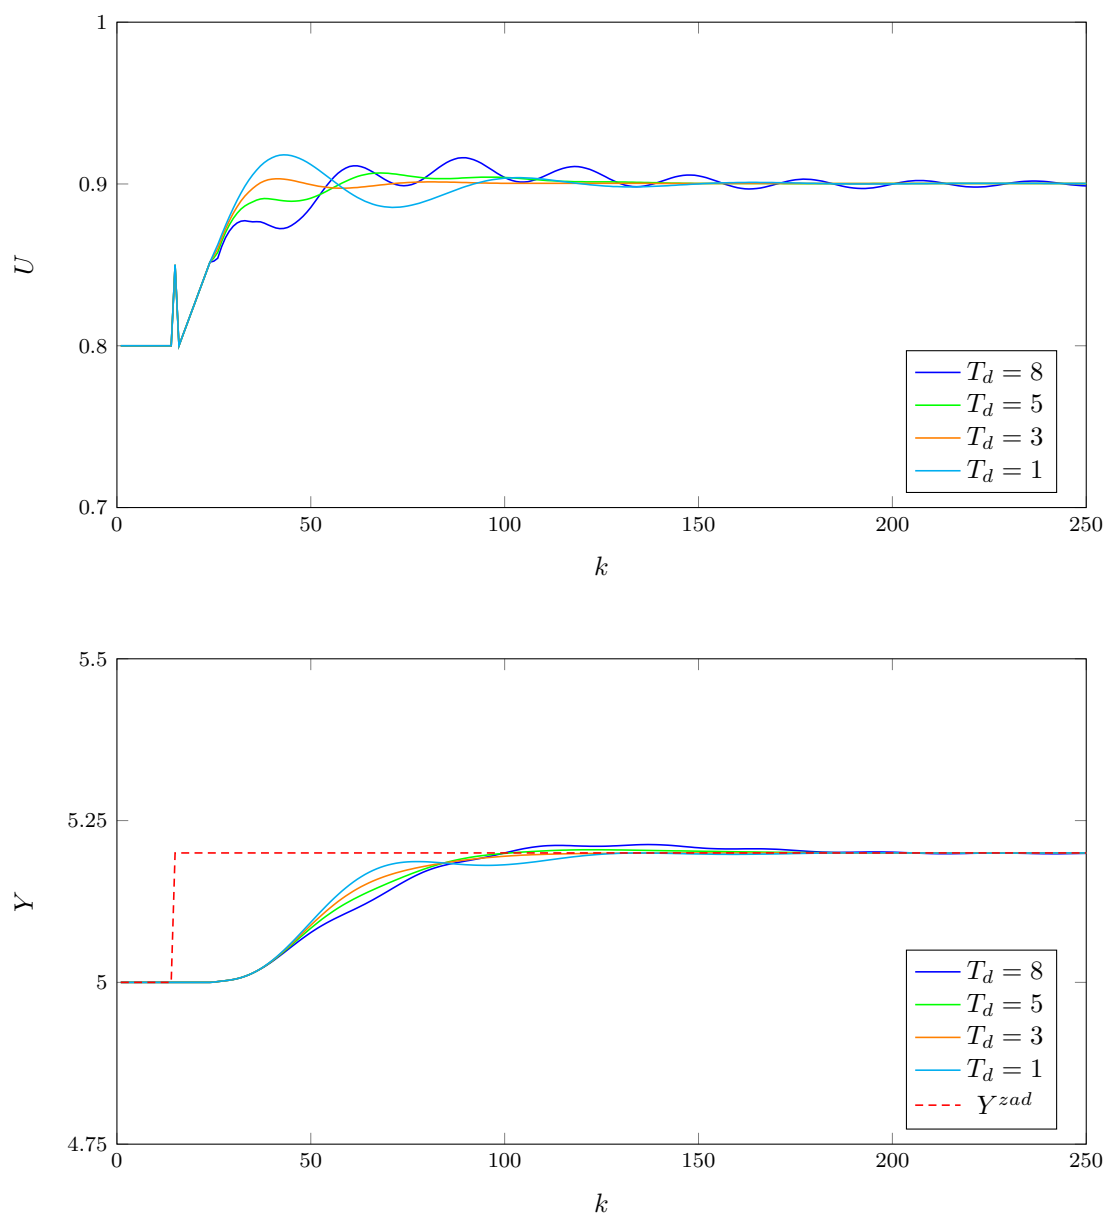 1
0.9
U
0.8
0.7
T_d = 8
T_d = 5
T_d = 3
T_d = 1
0 50 100 150 200 250
k
5.5
5.25
Y
5
4.75
T_d = 8
T_d = 5
T_d = 3
T_d = 1
Y^{zad}
0 50 100 150 200 250
k